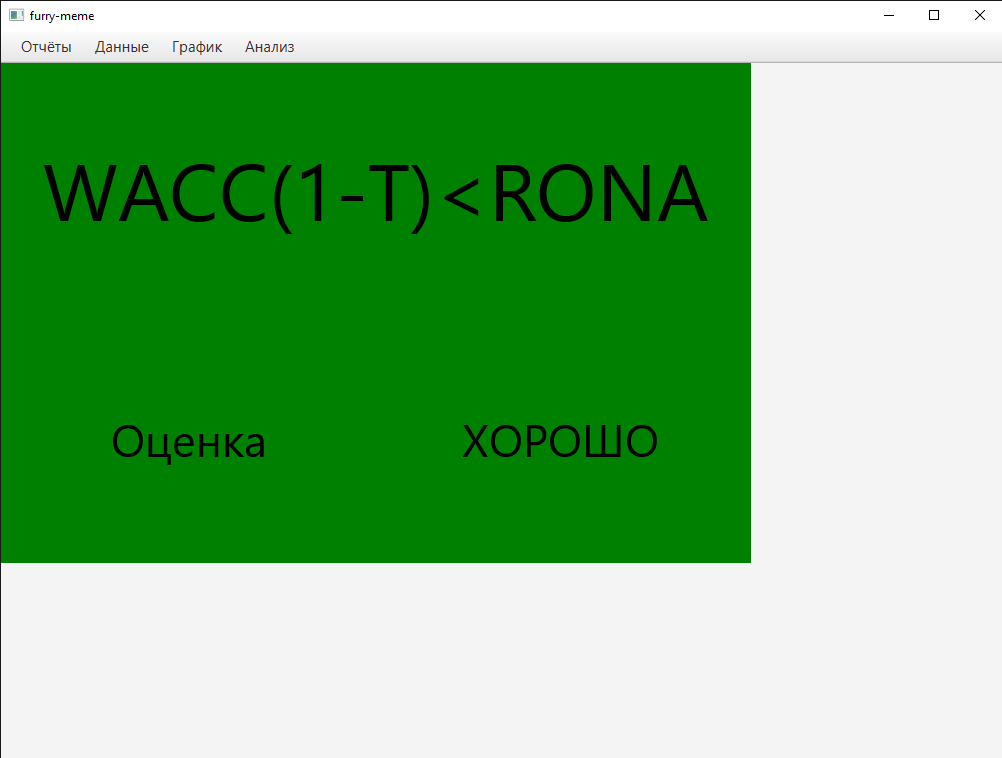 furry-meme
Отчёты Данные График Анализ
WACC(1-T)<RONA
Оценка ХОРОШО